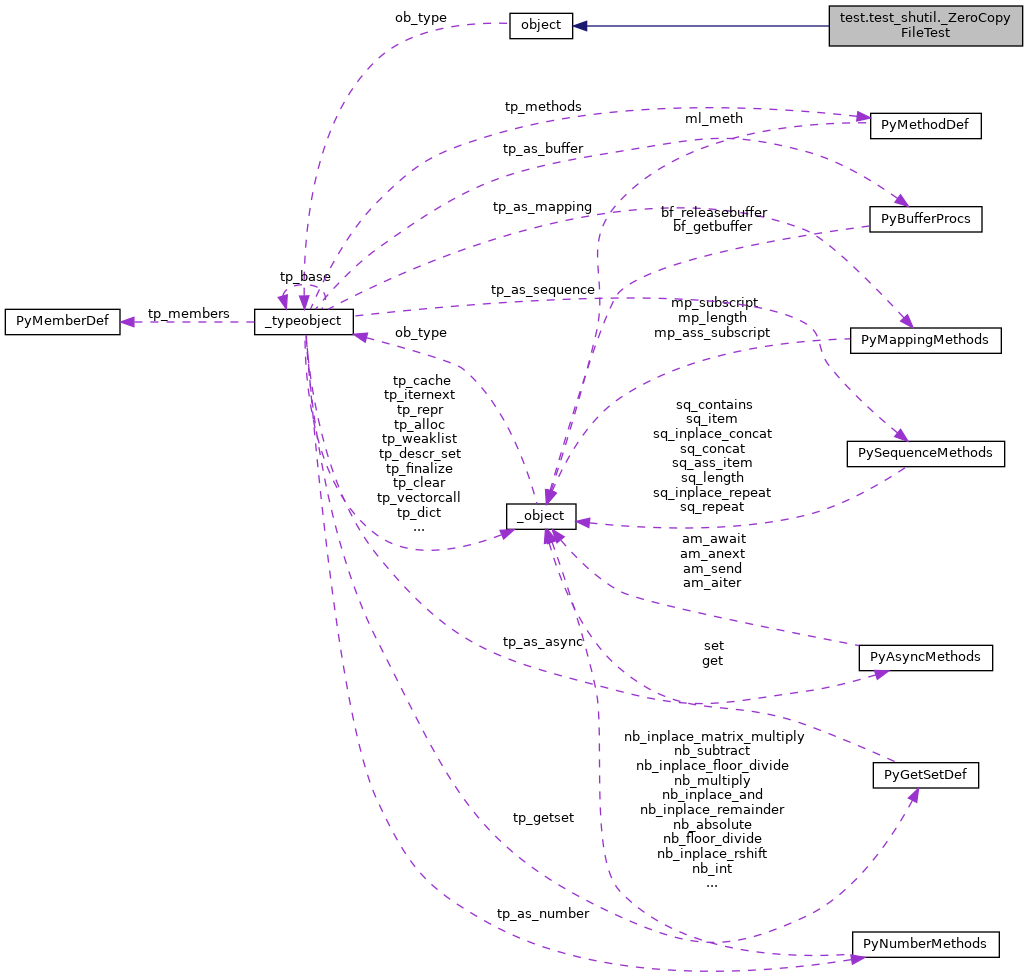 ob_type
object
test.test_shutil._ZeroCopy
FileTest
tp_methods
ml_meth
PyMethodDef
tp_as_buffer
tp_as_mapping
bf_releasebuffer
bf_getbuffer
PyBufferProcs
tp_base
tp_as_sequence
PyMemberDef
tp_members
_typeobject
ob_type
mp_subscript
mp_length
mp_ass_subscript
PyMappingMethods
tp_cache
tp_iternext
tp_repr
tp_alloc
tp_weaklist
tp_descr_set
tp_finalize
tp_clear
tp_vectorcall
tp_dict
...
sq_contains
sq_item
sq_inplace_concat
sq_concat
sq_ass_item
sq_length
sq_inplace_repeat
sq_repeat
PySequenceMethods
_object
am_await
am_anext
am_send
am_aiter
tp_as_async
set
get
PyAsyncMethods
nb_inplace_matrix_multiply
nb_subtract
nb_inplace_floor_divide
nb_multiply
nb_inplace_and
nb_inplace_remainder
nb_absolute
nb_floor_divide
nb_inplace_rshift
nb_int
...
PyGetSetDef
tp_getset
tp_as_number
PyNumberMethods